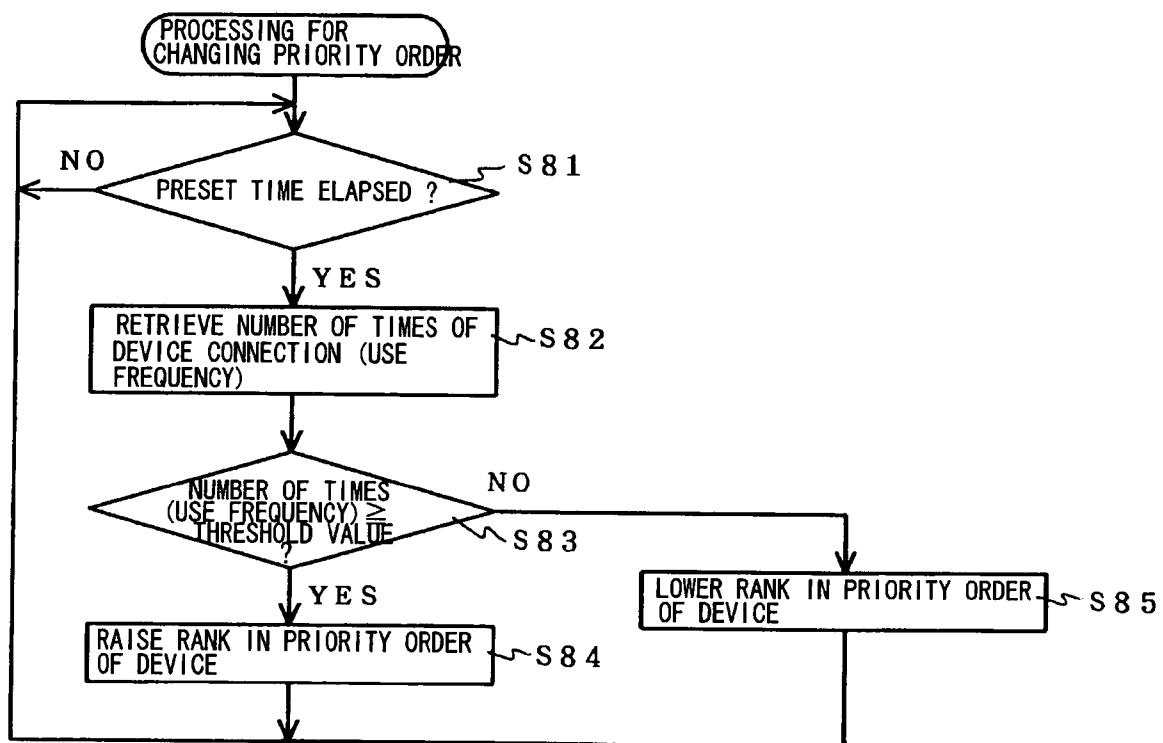 PROCESSING FOR
CHANGING PRIORITY ORDER
NO
S81
PRESET TIME ELAPSED ?
YES
RETRIEVE NUMBER OF TIMES OF
DEVICE CONNECTION (USE
FREQUENCY)
S82
NUMBER OF TIMES
(USE FREQUENCY) ≧
THRESHOLD VALUE
?
NO
S83
YES
LOWER RANK IN PRIORITY ORDER
OF DEVICE
S85
RAISE RANK IN PRIORITY ORDER
OF DEVICE
S84